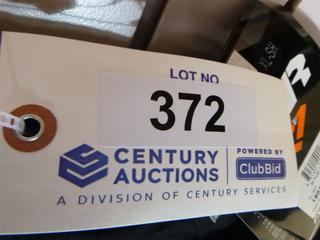 LOT NO
372
CENTURY
AUCTIONS
POWERED BY
ClubBid
A DIVISION OF CENTURY SERVICES